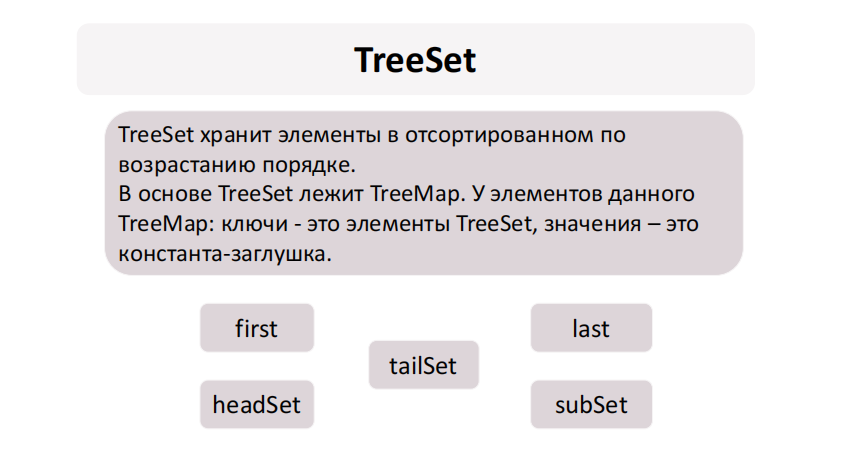 TreeSet
TreeSet хранит элементы в отсортированном по
возрастанию порядке.
В основе TreeSet лежит TreeMap. У элементов данного
TreeMap: ключи - это элементы TreeSet, значения – это
константа-заглушка.
first
last
tailSet
headSet
subSet